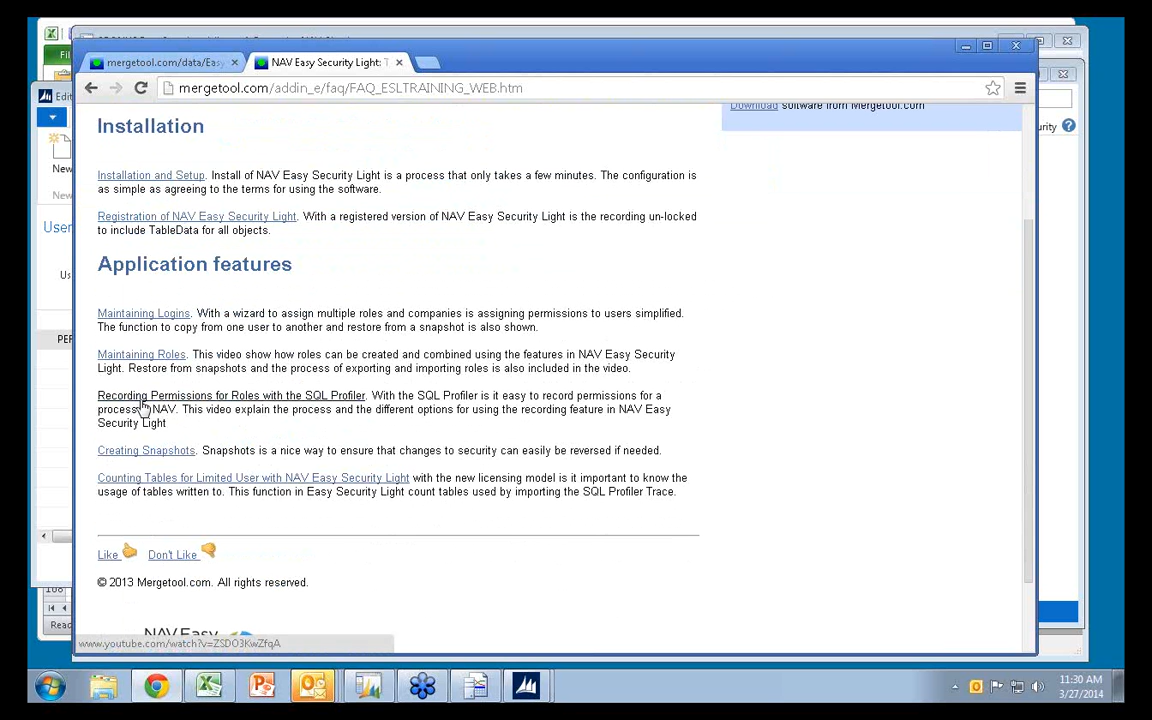 mergetool.com/data/Easy
NAV Easy Security Light: T
mergetool.com/addin_e/faq/FAQ_ESLTRAINING_WEB.htm
Download software from Mergetool.com
Installation
Installation and Setup. Install of NAV Easy Security Light is a process that only takes a few minutes. The configuration is
as simple as agreeing to the terms for using the software.
Registration of NAV Easy Security Light. With a registered version of NAV Easy Security Light is the recording un-locked
to include TableData for all objects.
Application features
Maintaining Logins. With a wizard to assign multiple roles and companies is assigning permissions to users simplified.
The function to copy from one user to another and restore from a snapshot is also shown.
Maintaining Roles. This video show how roles can be created and combined using the features in NAV Easy Security
Light. Restore from snapshots and the process of exporting and importing roles is also included in the video.
Recording Permissions for Roles with the SQL Profiler. With the SQL Profiler is it easy to record permissions for a
process NAV. This video explain the process and the different options for using the recording feature in NAV Easy
Security Light
Creating Snapshots. Snapshots is a nice way to ensure that changes to security can easily be reversed if needed.
Counting Tables for Limited User with NAV Easy Security Light with the new licensing model is it important to know the
usage of tables written to. This function in Easy Security Light count tables used by importing the SQL Profiler Trace.
Like Don't Like
© 2013 Mergetool.com. All rights reserved.
NAV Easy
www.youtube.com/watch?v=ZSDO3KwZfqA
Fil
Edit
New
New
User
Us
PER
108
Read
urity
11:30 AM
3/27/2014